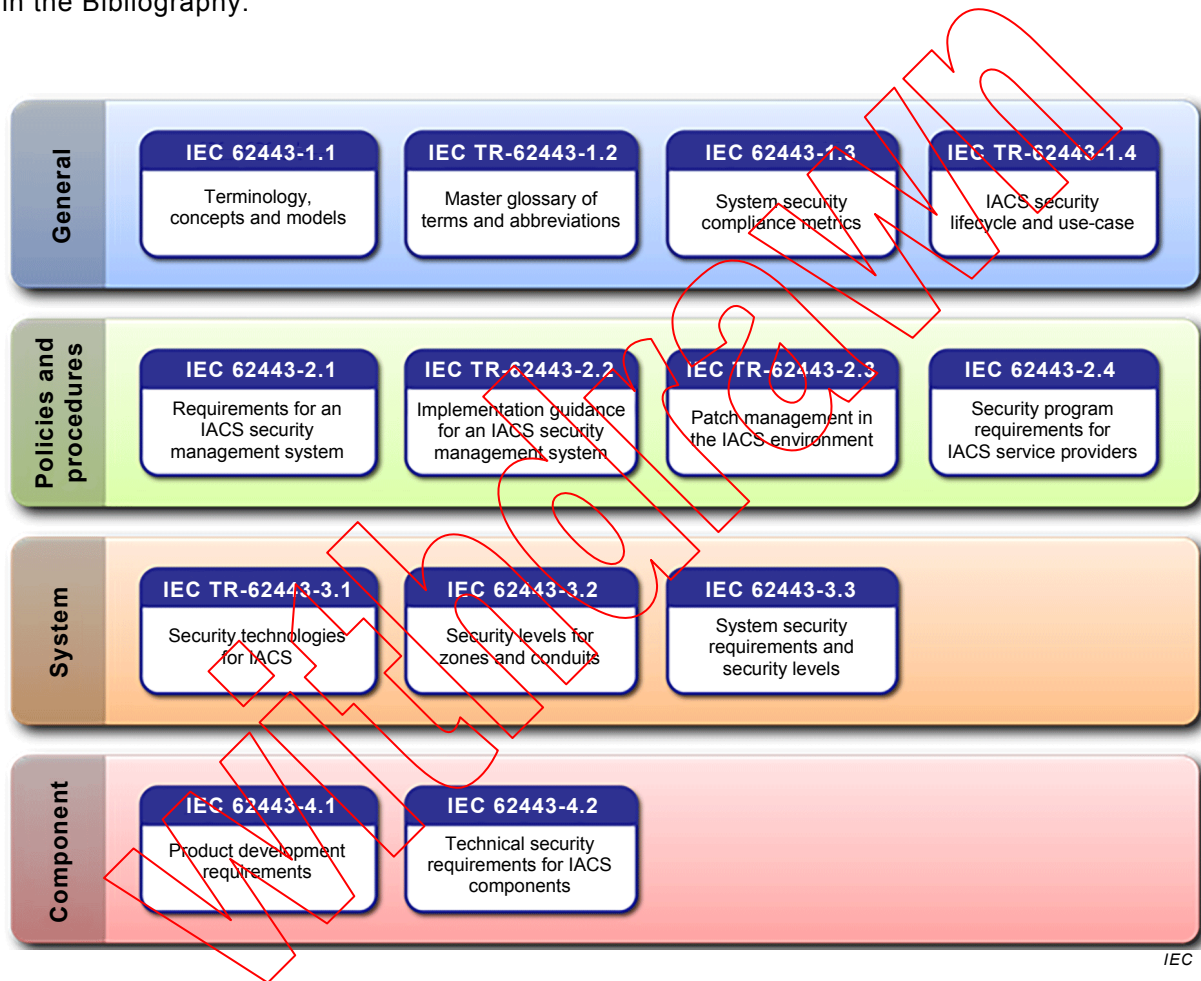 in the Bibliography.
General
IEC 62443-1.1
Terminology,
concepts and models
IEC TR-62443-1.2
Master glossary of
terms and abbreviations
IEC 62443-1.3
System security
compliance metrics
IEC TR-62443-1.4
IACS security
lifecycle and use-case
Policies and
procedures
IEC 62443-2.1
Requirements for an
IACS security
management system
IEC TR-62443-2.2
Implementation guidance
for an IACS security
management system
IEC TR-62443-2.3
Patch management in
the IACS environment
IEC 62443-2.4
Security program
requirements for
IACS service providers
System
IEC TR-62443-3.1
Security technologies
for IACS
IEC 62443-3.2
Security levels for
zones and conduits
IEC 62443-3.3
System security
requirements and
security levels
Component
IEC 62443-4.1
Product development
requirements
IEC 62443-4.2
Technical security
requirements for IACS
components
IEC
Withdrawn